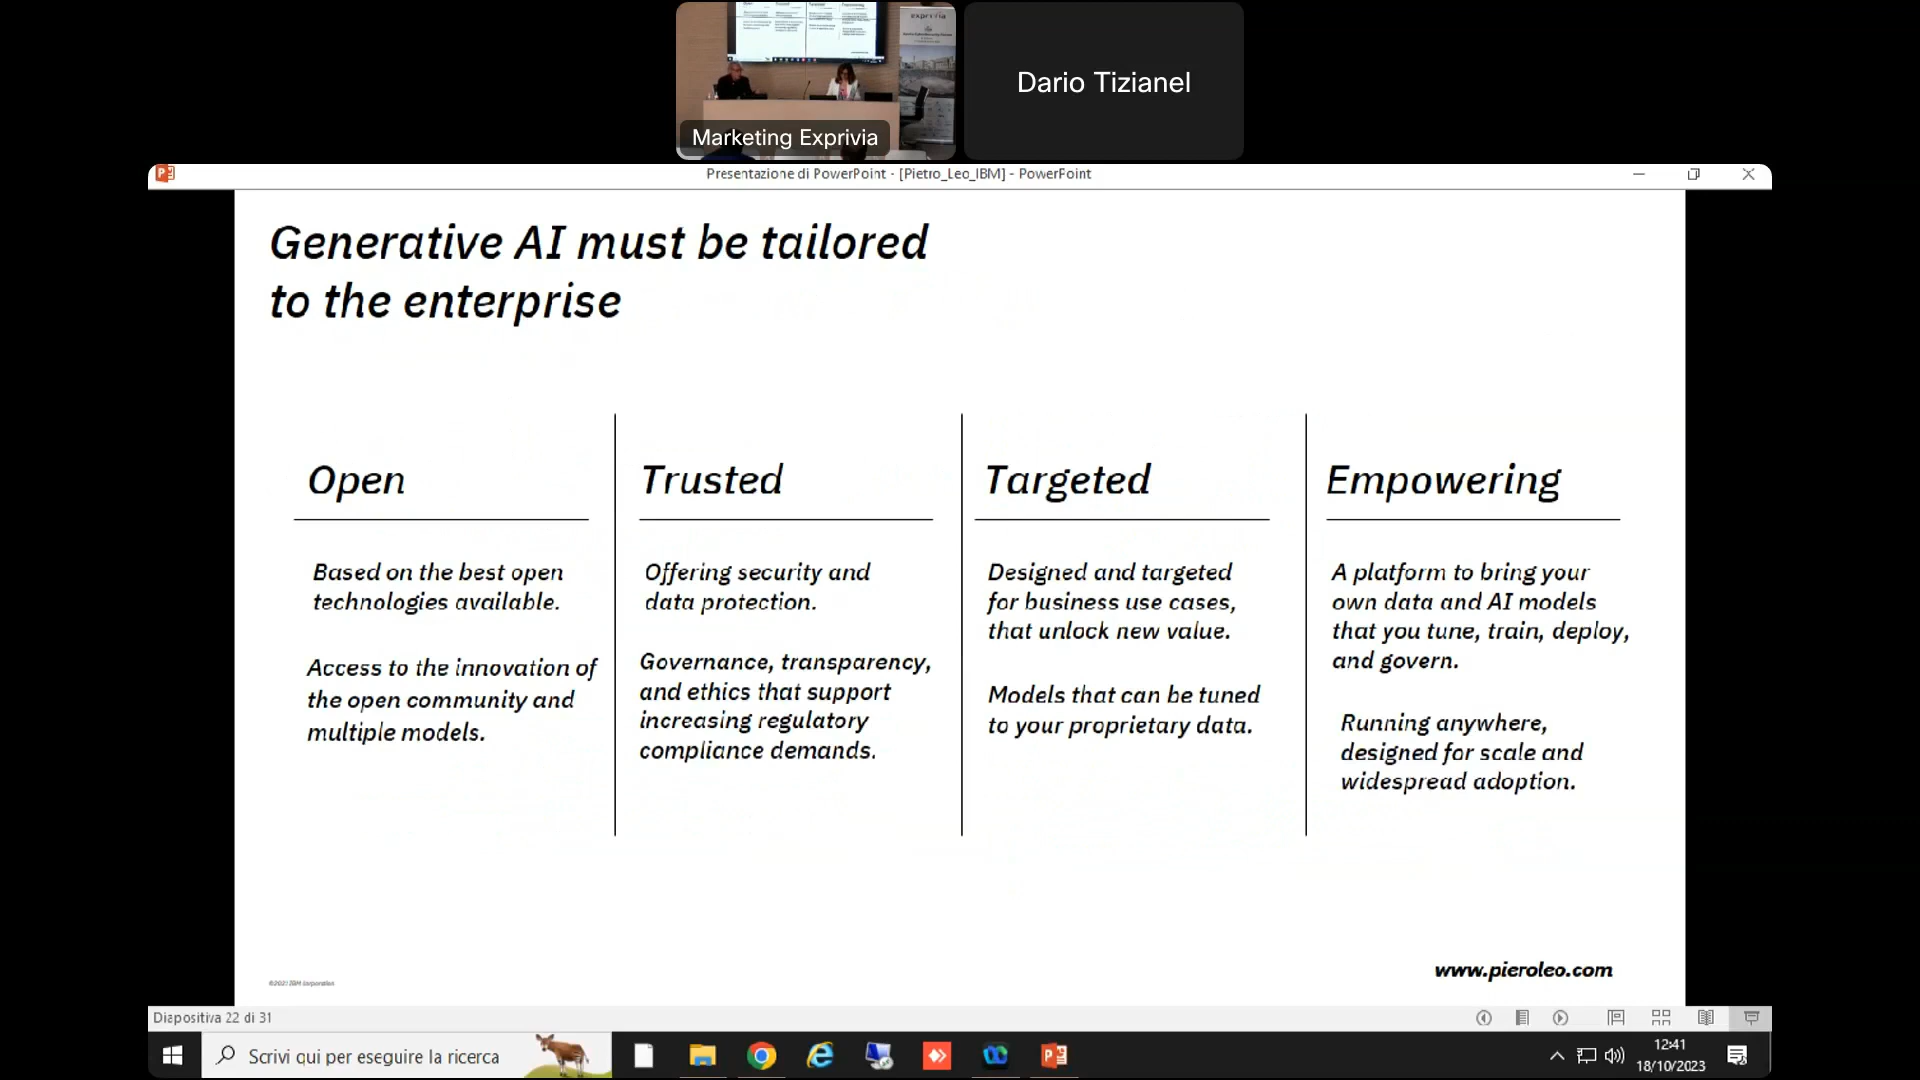 exprivia
Marketing Exprivia
Dario Tizianel
Presentazione di PowerPoint - [Pietro_Leo_IBM] - PowerPoint
Generative AI must be tailored
to the enterprise
Open
Based on the best open
technologies available.
Access to the innovation of
the open community and
multiple models.
Trusted
Offering security and
data protection.
Governance, transparency,
and ethics that support
increasing regulatory
compliance demands.
Targeted
Designed and targeted
for business use cases,
that unlock new value.
Models that can be tuned
to your proprietary data.
Empowering
A platform to bring your
own data and AI models
that you tune, train, deploy,
and govern.
Running anywhere,
designed for scale and
widespread adoption.
www.pieroleo.com
Diapositiva 22 di 31
Scrivi qui per eseguire la ricerca
12:41
18/10/2023